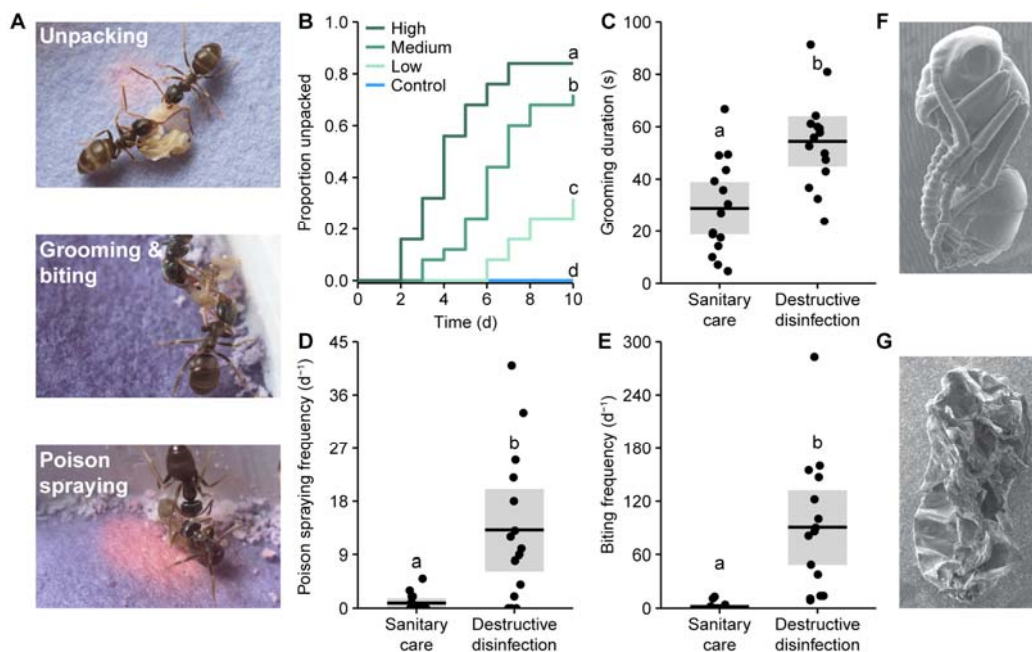 A
Unpacking
Grooming &
biting
Poison
spraying
B
High
Medium
Low
Control
Proportion unpacked
1.0
0.8
0.6
0.4
0.2
0.0
a
b
c
d
0 2 4 6 8 10
Time (d)
C
Grooming duration (s)
100
80
60
40
20
0
a
b
Sanitary
care
Destructive
disinfection
D
Poison spraying frequency (d⁻¹)
45
36
27
18
9
0
a
b
Sanitary
care
Destructive
disinfection
E
Biting frequency (d⁻¹)
300
240
180
120
60
0
a
b
Sanitary
care
Destructive
disinfection
F
G